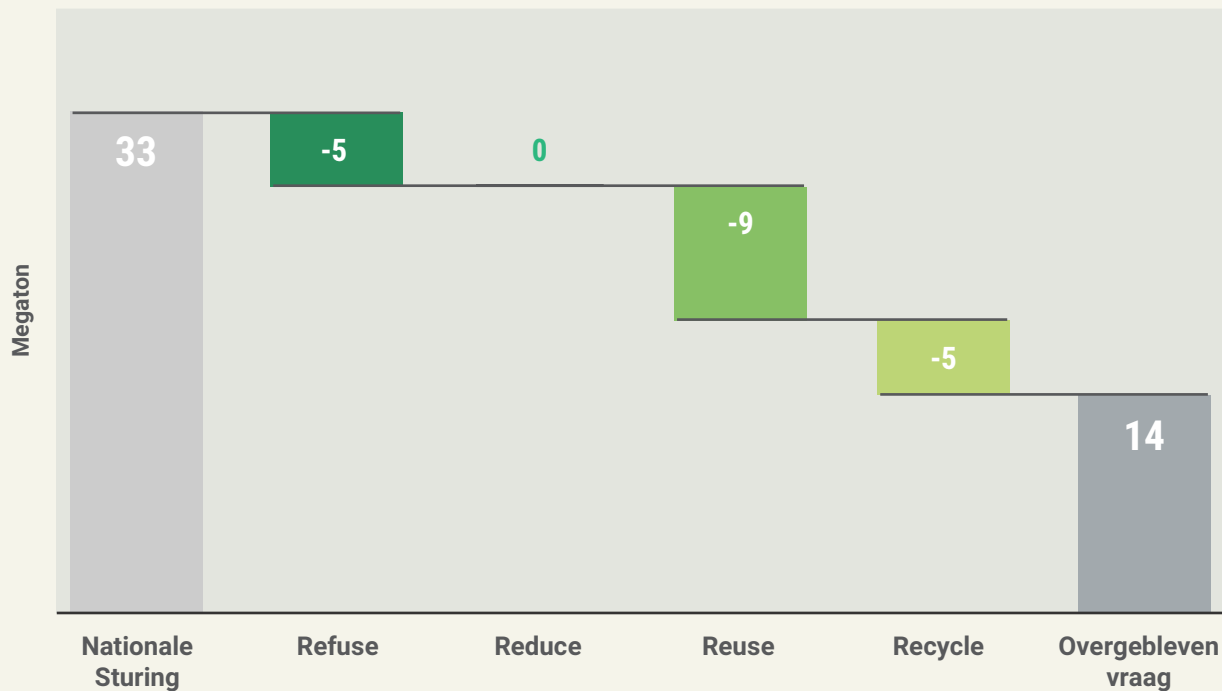 33
-5
0
-9
-5
14
Megaton
Nationale
Sturing
Refuse
Reduce
Reuse
Recycle
Overgebleven
vraag